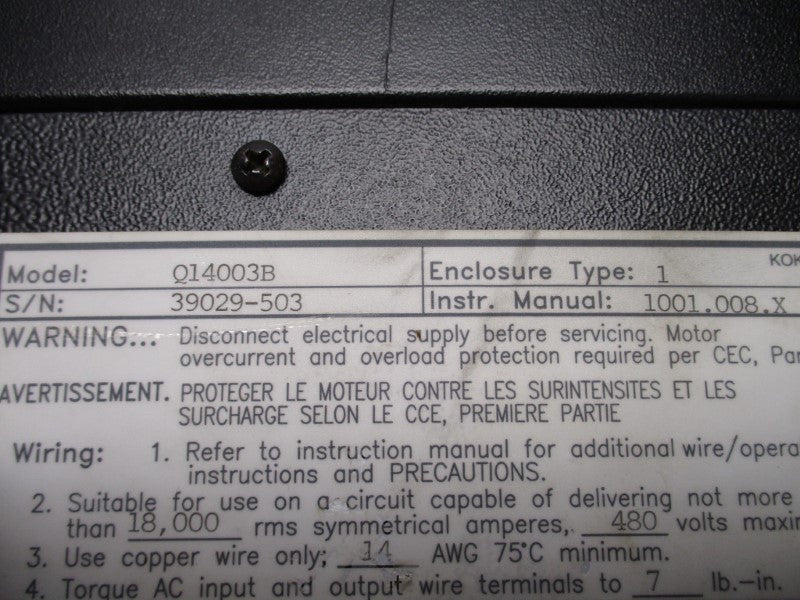 Model: Q14003B Enclosure Type: 1 KOK
S/N: 39029-503 Instr. Manual: 1001.008.X
WARNING... Disconnect electrical supply before servicing. Motor
overcurrent and overload protection required per CEC, Par
AVERTISSEMENT. PROTEGER LE MOTEUR CONTRE LES SURINTENSITES ET LES
SURCHARGE SELON LE CCE, PREMIERE PARTIE
Wiring: 1. Refer to instruction manual for additional wire/opera
instructions and PRECAUTIONS.
2. Suitable for use on a circuit capable of delivering not more
than 18,000 rms symmetrical amperes, 480 volts maxi
3. Use copper wire only; 14 AWG 75°C minimum.
4. Torque AC input and output wire terminals to 7 lb.-in.